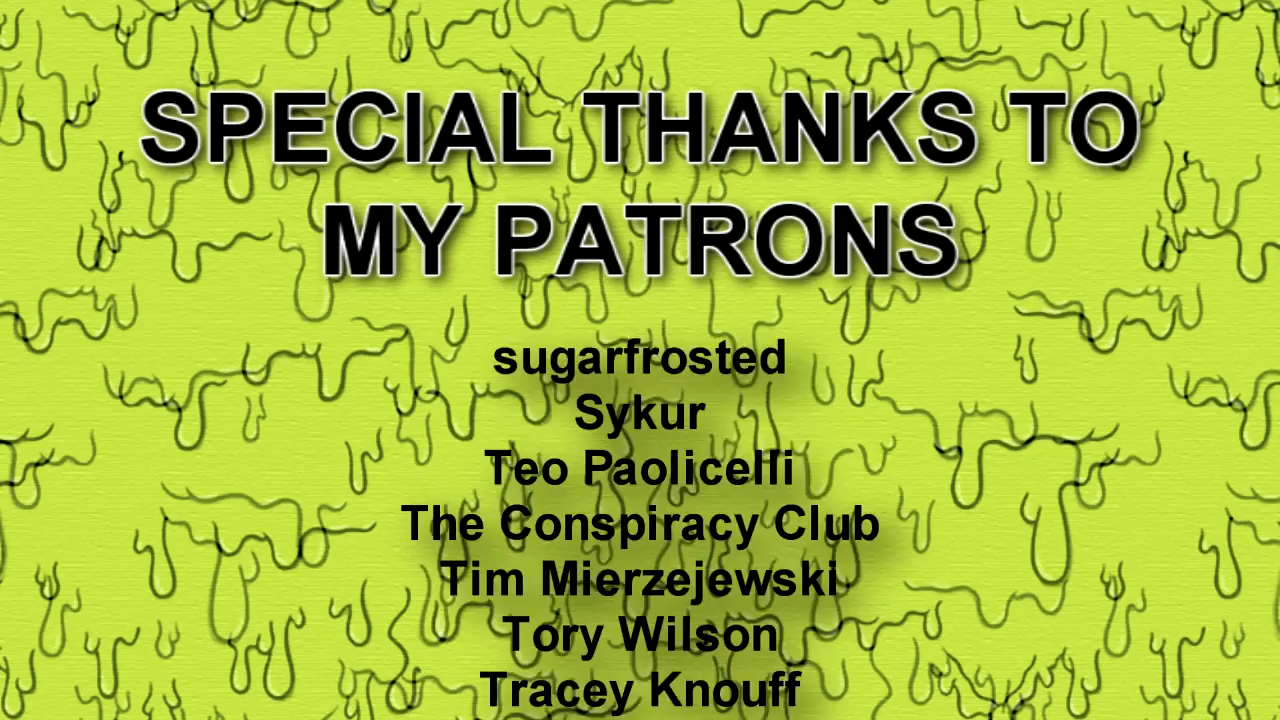 SPECIAL THANKS TO
MY PATRONS
sugarfrosted
Sykur
Teo Paolicelli
The Conspiracy Club
Tim Mierzejewski
Tory Wilson
Tracey Knouff